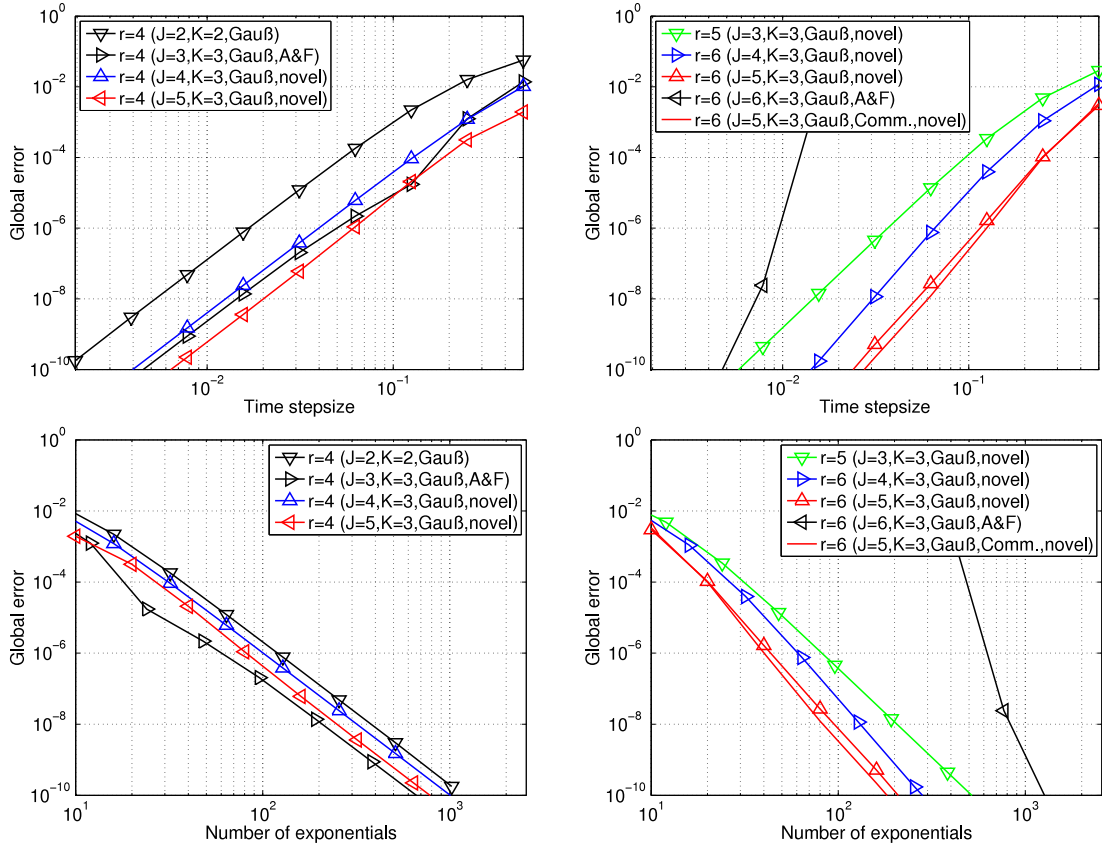 r=4 (J=2,K=2,Gauß)
r=4 (J=3,K=3,Gauß,A&F)
r=4 (J=4,K=3,Gauß,novel)
r=4 (J=5,K=3,Gauß,novel)
10^0
10^−2
10^−4
10^−6
10^−8
10^−10
Global error
10^−2
10^−1
Time stepsize
r=5 (J=3,K=3,Gauß,novel)
r=6 (J=4,K=3,Gauß,novel)
r=6 (J=5,K=3,Gauß,novel)
r=6 (J=6,K=3,Gauß,A&F)
r=6 (J=5,K=3,Gauß,Comm.,novel)
10^0
10^−2
10^−4
10^−6
10^−8
10^−10
Global error
10^−2
10^−1
Time stepsize
r=4 (J=2,K=2,Gauß)
r=4 (J=3,K=3,Gauß,A&F)
r=4 (J=4,K=3,Gauß,novel)
r=4 (J=5,K=3,Gauß,novel)
10^0
10^−2
10^−4
10^−6
10^−8
10^−10
Global error
10^1
10^2
10^3
Number of exponentials
r=5 (J=3,K=3,Gauß,novel)
r=6 (J=4,K=3,Gauß,novel)
r=6 (J=5,K=3,Gauß,novel)
r=6 (J=6,K=3,Gauß,A&F)
r=6 (J=5,K=3,Gauß,Comm.,novel)
10^0
10^−2
10^−4
10^−6
10^−8
10^−10
Global error
10^1
10^2
10^3
Number of exponentials